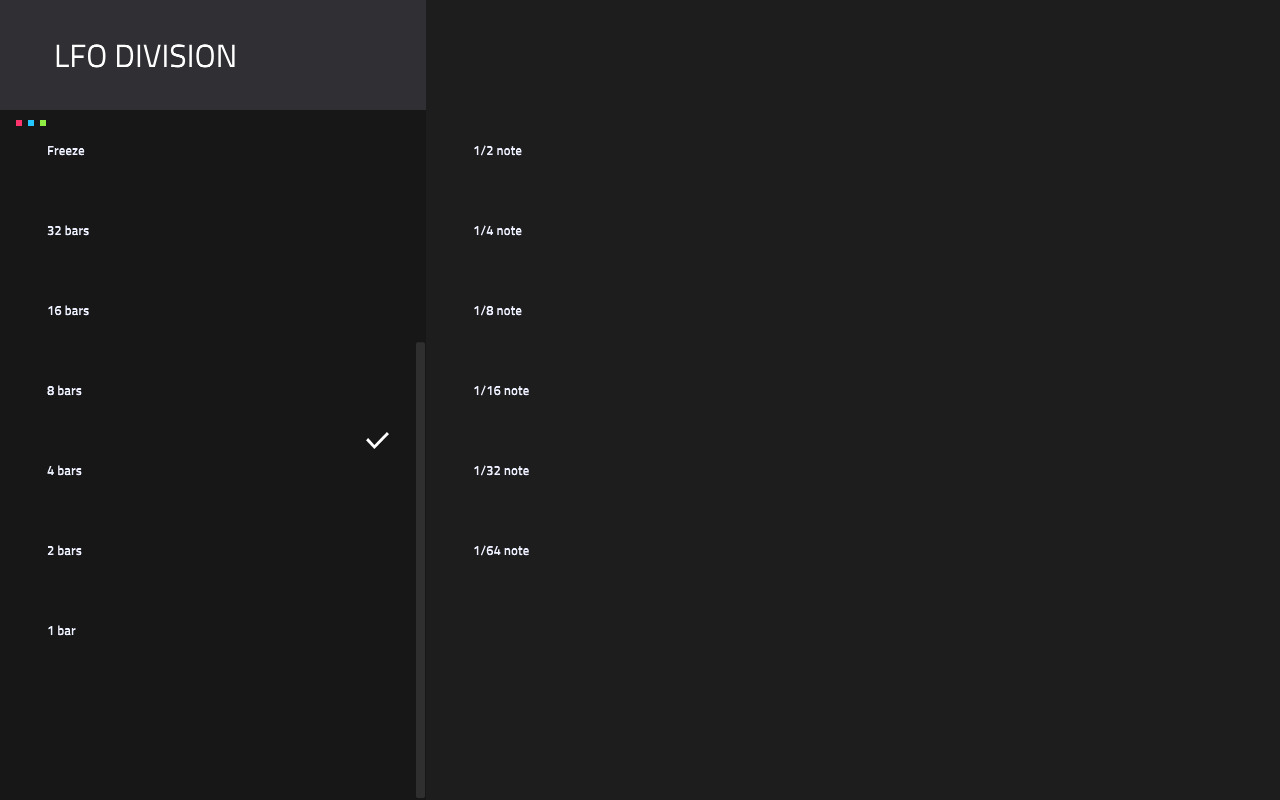 LFO DIVISION
Freeze
32 bars
16 bars
8 bars
4 bars
2 bars
1 bar
1/2 note
1/4 note
1/8 note
1/16 note
1/32 note
1/64 note